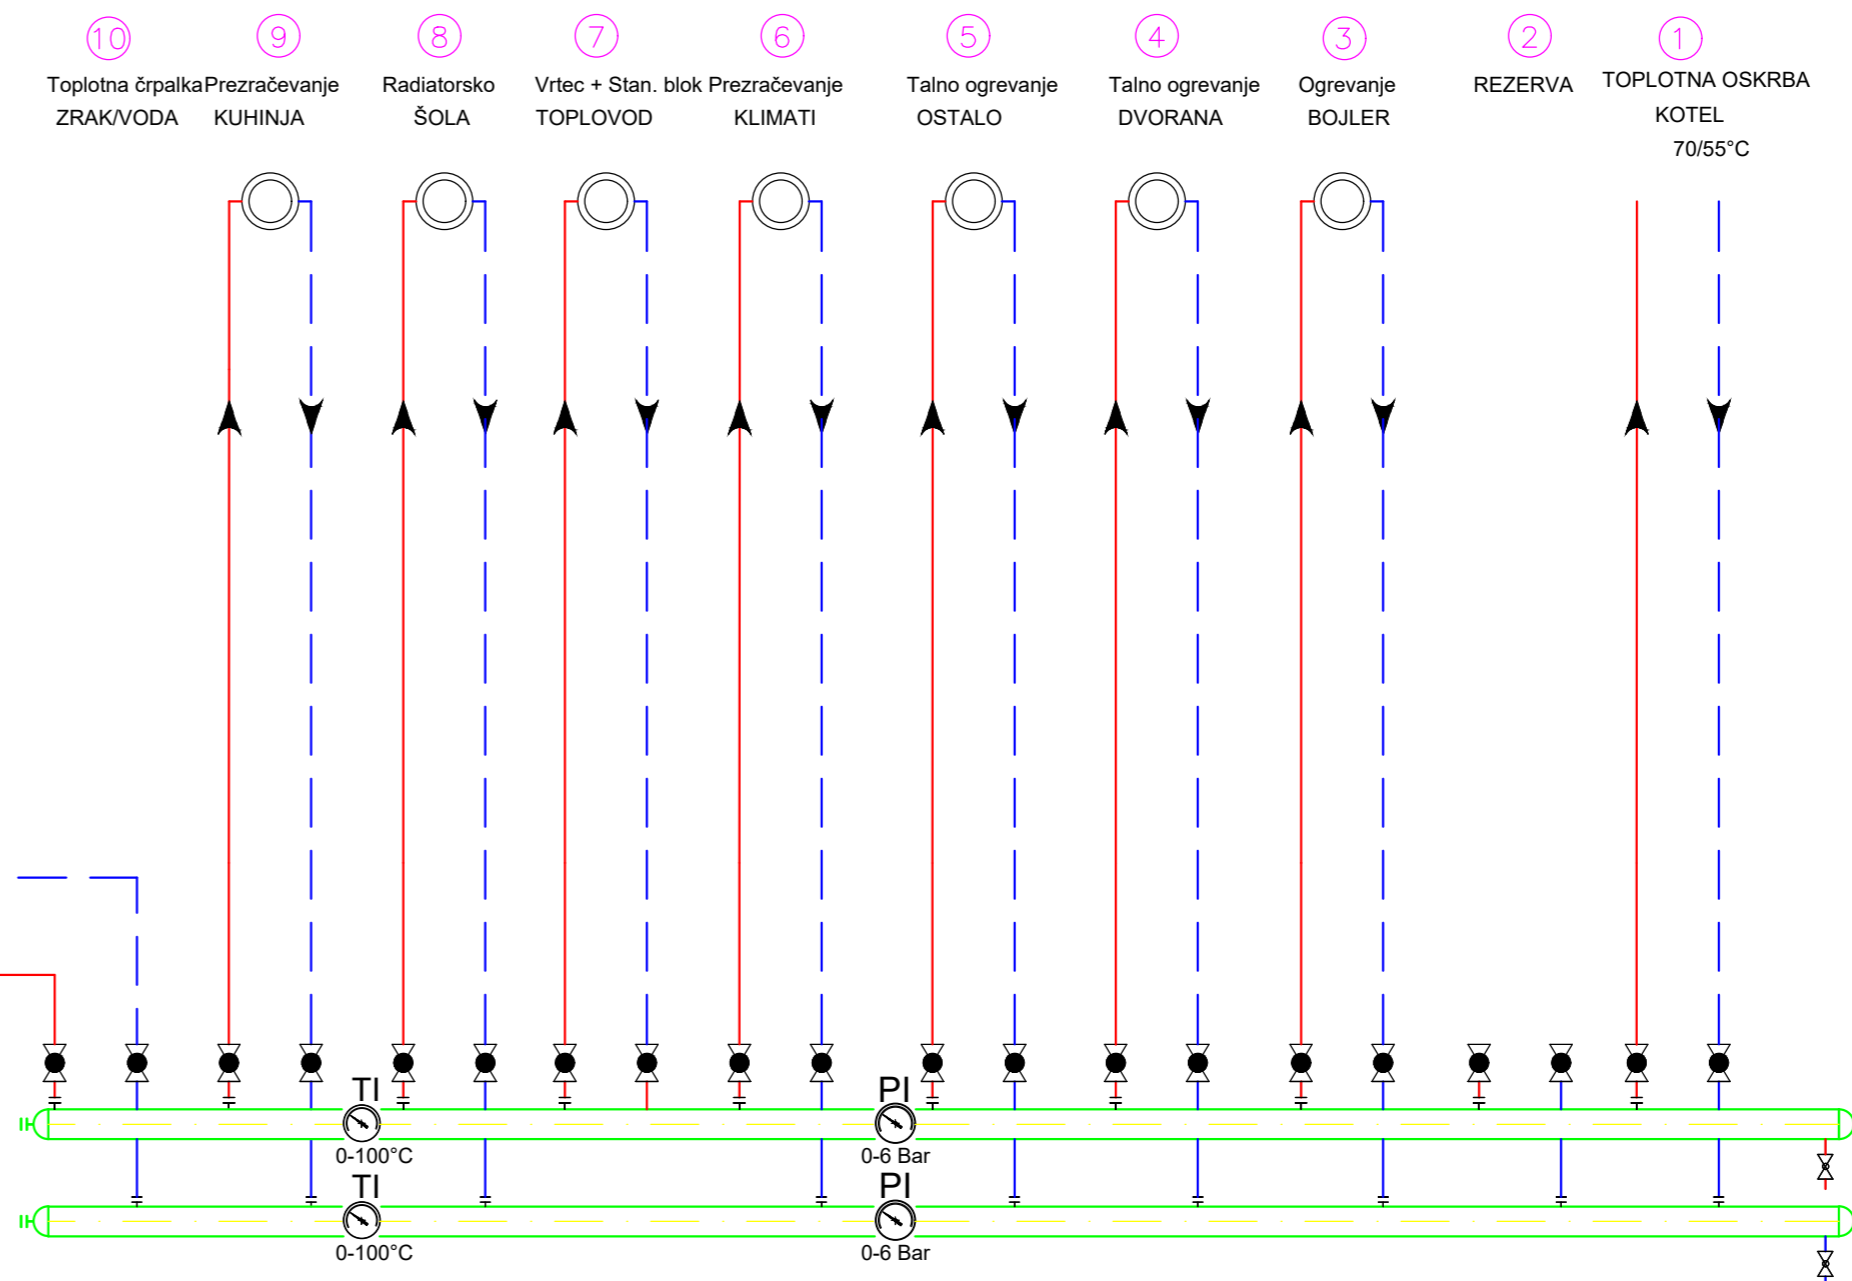 10 9 8 7 6 5 4 3 2 1
Toplotna črpalka Prezračevanje Radiatorsko Vrtec + Stan. blok Prezračevanje Talno ogrevanje Talno ogrevanje Ogrevanje REZERVA TOPLOTNA OSKRBA
ZRAK/VODA KUHINJA ŠOLA TOPLOVOD KLIMATI OSTALO DVORANA BOJLER KOTEL
70/55°C
TI PI
0-100°C 0-6 Bar
TI PI
0-100°C 0-6 Bar